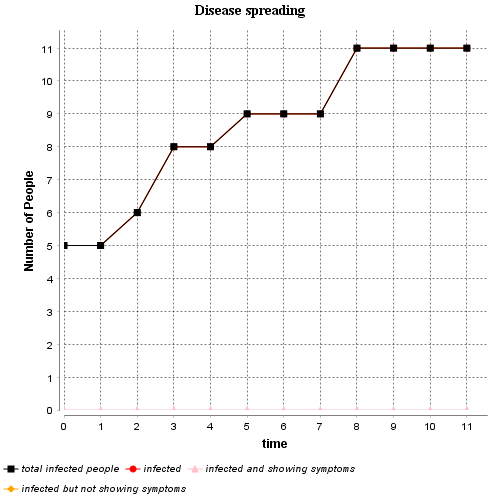 Disease spreading
Number of People
11
10
9
8
7
6
5
4
3
2
1
0
0 1 2 3 4 5 6 7 8 9 10 11
time
total infected people infected infected and showing symptoms
infected but not showing symptoms